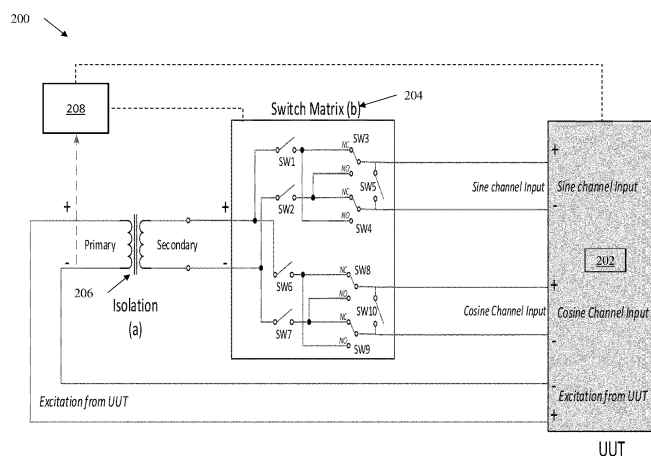 200
208
Switch Matrix (b)
204
+
-
Primary
Secondary
206
Isolation
(a)
+
-
SW1
NC
SW3
NO
SW5
SW2
NC
NO
SW4
SW6
NC
SW8
NO
SW10
SW7
NC
NO
SW9
Sine channel Input
Cosine Channel Input
Excitation from UUT
+
Sine channel Input
-
202
+
Cosine Channel Input
-
-
Excitation from UUT
+
UUT